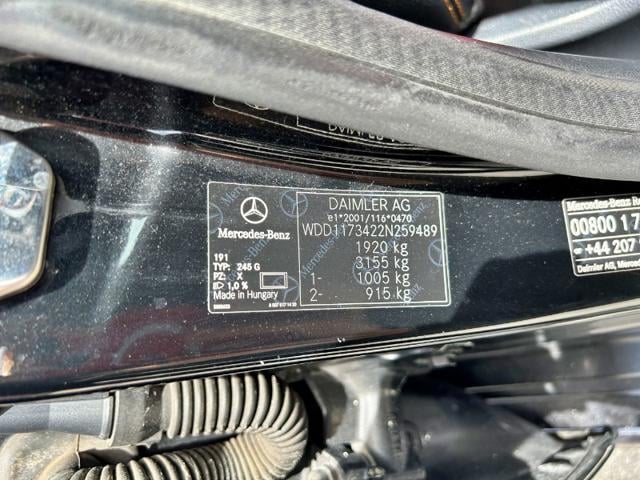 DAIMLER AG
e1*2001/116*0470
WDD1173422N259489
1920 kg
3155 kg
1- 1005 kg
2- 915 kg
Mercedes-Benz
191
TYP: 245 G
PZ: X
1,0 %
Made in Hungary
Mercedes-Benz
00800 17
+44 207
Daimler AG,